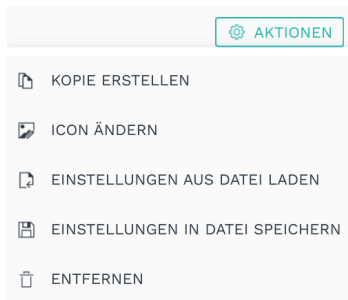 AKTIONEN
KOPIE ERSTELLEN
ICON ÄNDERN
EINSTELLUNGEN AUS DATEI LADEN
EINSTELLUNGEN IN DATEI SPEICHERN
ENTFERNEN